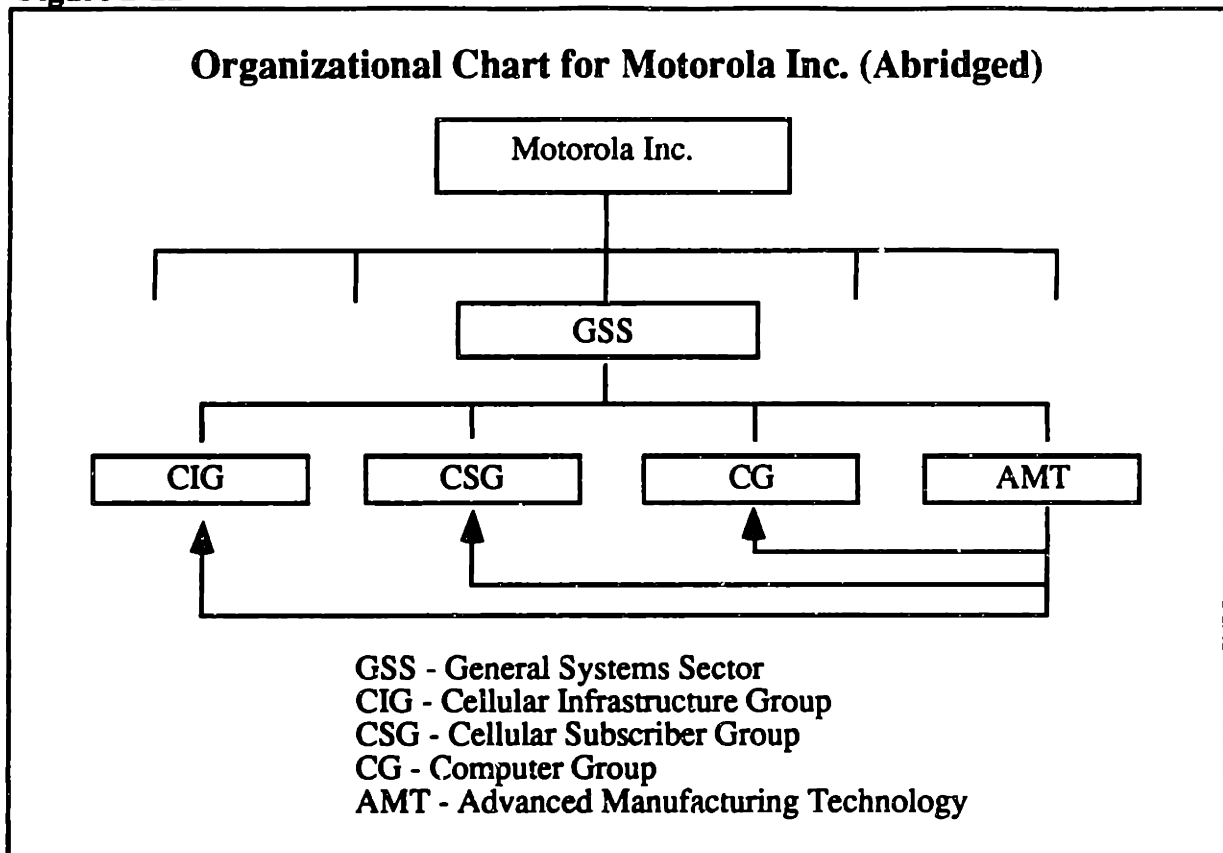 Organizational Chart for Motorola Inc. (Abridged)
Motorola Inc.
GSS
CIG CSG CG AMT
GSS - General Systems Sector
CIG - Cellular Infrastructure Group
CSG - Cellular Subscriber Group
CG - Computer Group
AMT - Advanced Manufacturing Technology